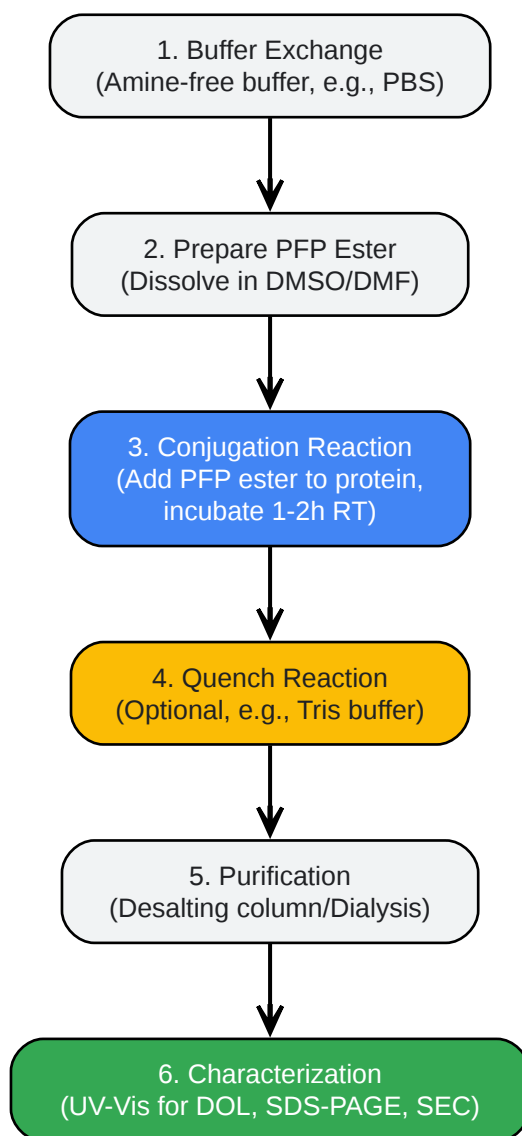 1. Buffer Exchange
(Amine-free buffer, e.g., PBS)
2. Prepare PFP Ester
(Dissolve in DMSO/DMF)
3. Conjugation Reaction
(Add PFP ester to protein,
incubate 1-2h RT)
4. Quench Reaction
(Optional, e.g., Tris buffer)
5. Purification
(Desalting column/Dialysis)
6. Characterization
(UV-Vis for DOL, SDS-PAGE, SEC)